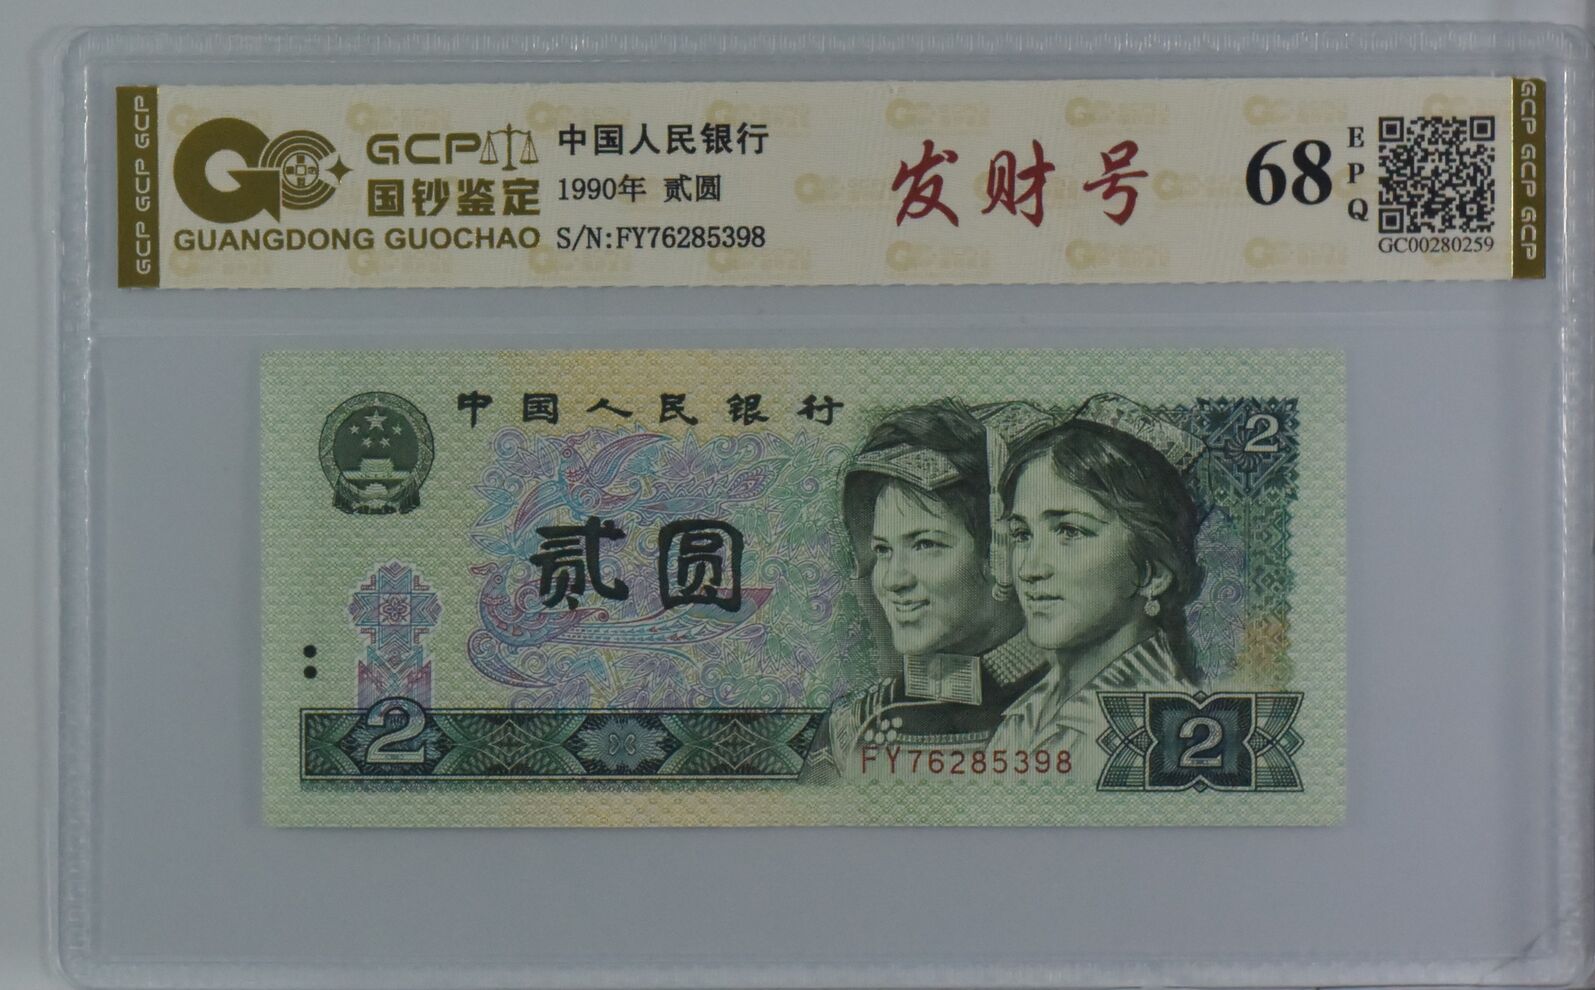 GCP GCP GCP
GCP
国钞鉴定
GUANGDONG GUOCHAO
中国人民银行
1990年 贰圆
S/N:FY76285398
发财号
68
EPQ
GC00280259
GCP GCP GCP
中国人民银行
2
贰圆
2
FY76285398
2